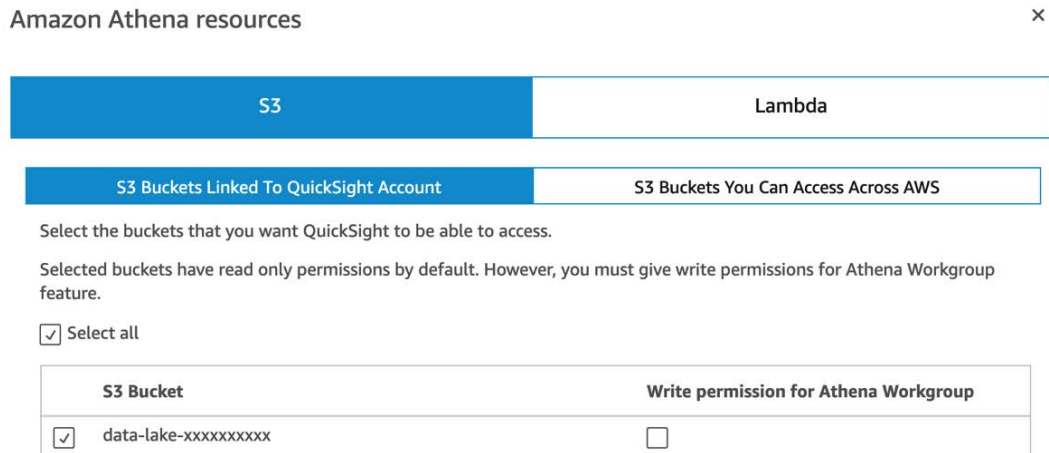 Amazon Athena resources
S3
Lambda
S3 Buckets Linked To QuickSight Account
S3 Buckets You Can Access Across AWS
Select the buckets that you want QuickSight to be able to access.
Selected buckets have read only permissions by default. However, you must give write permissions for Athena Workgroup
feature.
Select all
S3 Bucket
Write permission for Athena Workgroup
data-lake-xxxxxxxxxx